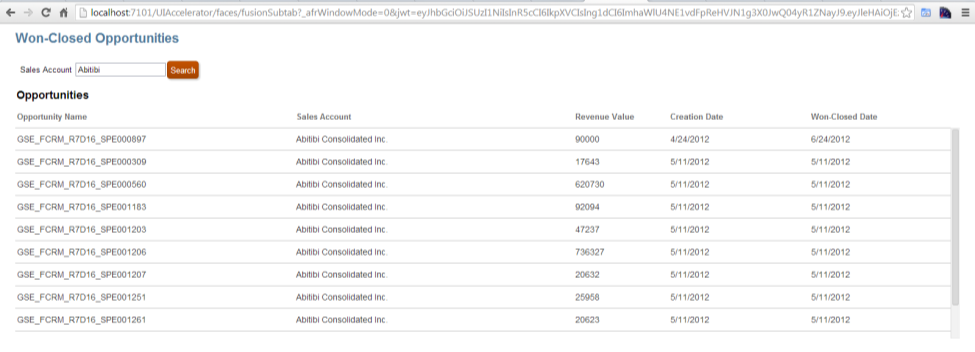 localhost:7101/UIAccelerator/faces/fusionSubtab?_afrWindowMode=0&jwt=
Won-Closed Opportunities
Sales Account Abitibi Search
Opportunities
Opportunity Name Sales Account Revenue Value Creation Date Won-Closed Date
GSE_FCRM_R7D16_SPE000897 Abitibi Consolidated Inc. 90000 4/24/2012 6/24/2012
GSE_FCRM_R7D16_SPE000309 Abitibi Consolidated Inc. 17643 5/11/2012 5/11/2012
GSE_FCRM_R7D16_SPE000560 Abitibi Consolidated Inc. 620730 5/11/2012 5/11/2012
GSE_FCRM_R7D16_SPE001183 Abitibi Consolidated Inc. 92094 5/11/2012 5/11/2012
GSE_FCRM_R7D16_SPE001203 Abitibi Consolidated Inc. 47237 5/11/2012 5/11/2012
GSE_FCRM_R7D16_SPE001206 Abitibi Consolidated Inc. 736327 5/11/2012 5/11/2012
GSE_FCRM_R7D16_SPE001207 Abitibi Consolidated Inc. 20632 5/11/2012 5/11/2012
GSE_FCRM_R7D16_SPE001251 Abitibi Consolidated Inc. 25958 5/11/2012 5/11/2012
GSE_FCRM_R7D16_SPE001261 Abitibi Consolidated Inc. 20623 5/11/2012 5/11/2012